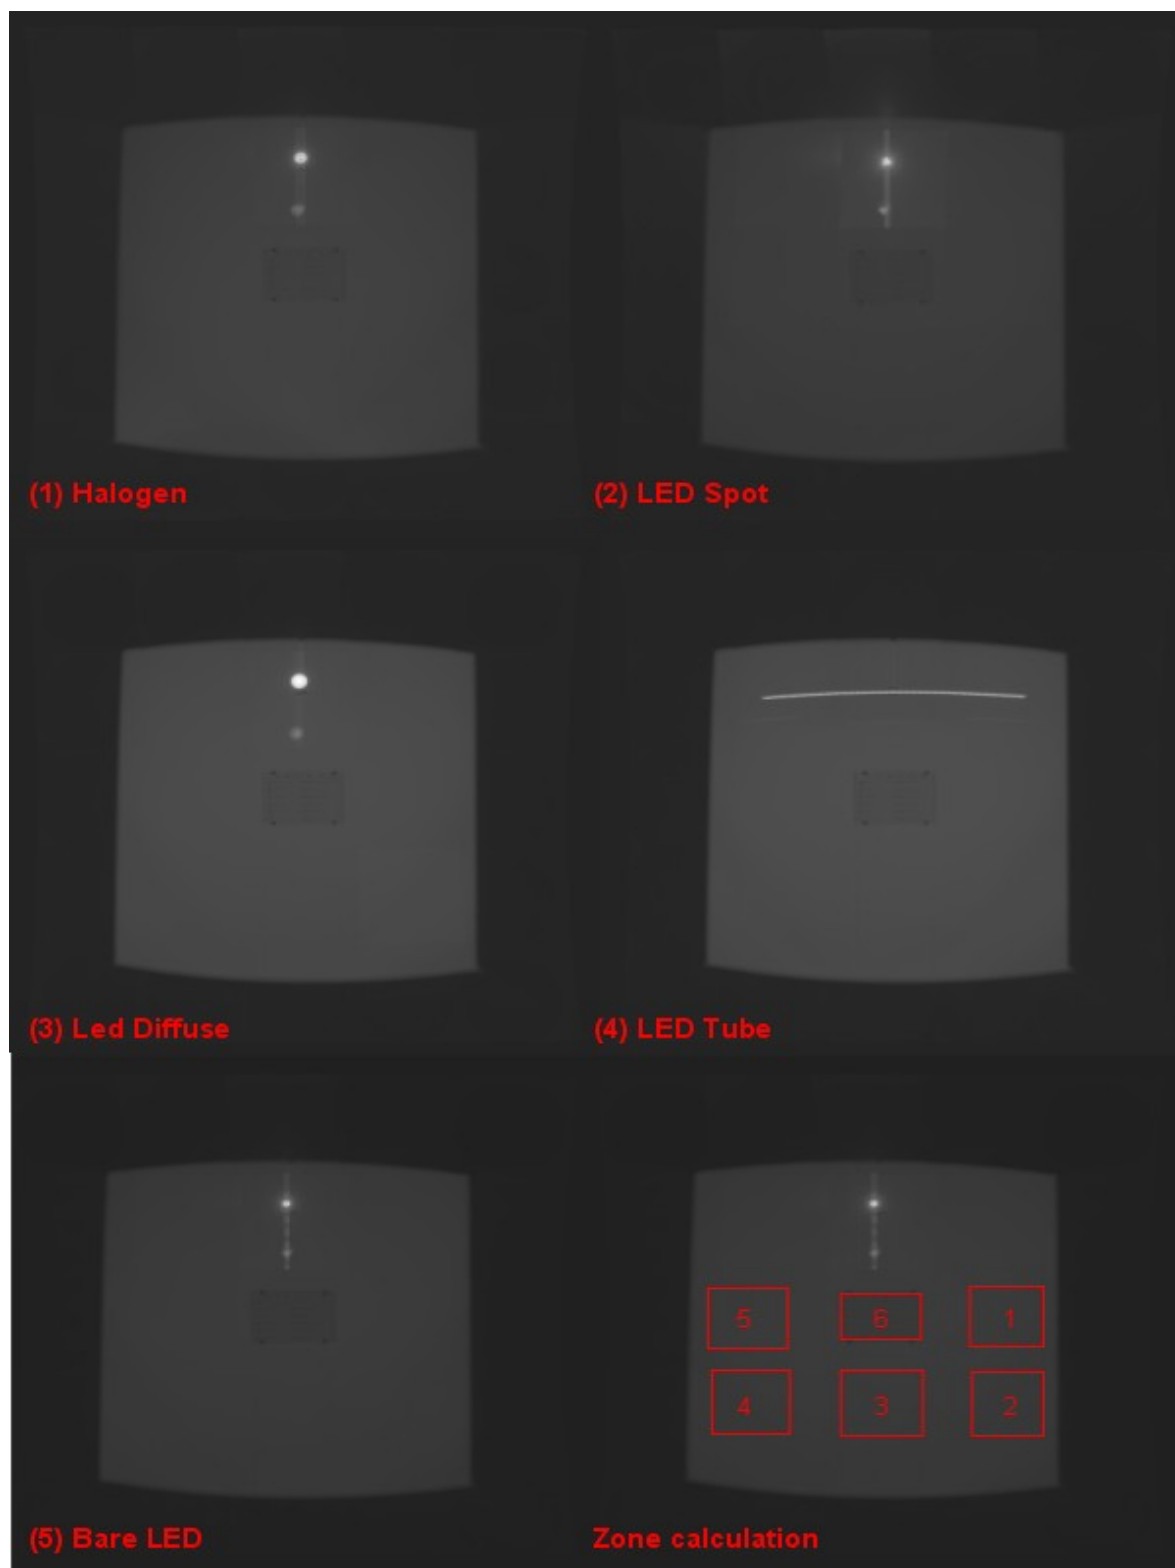 (1) Halogen
(2) LED Spot
(3) Led Diffuse
(4) LED Tube
5
6
1
4
3
2
(5) Bare LED
Zone calculation